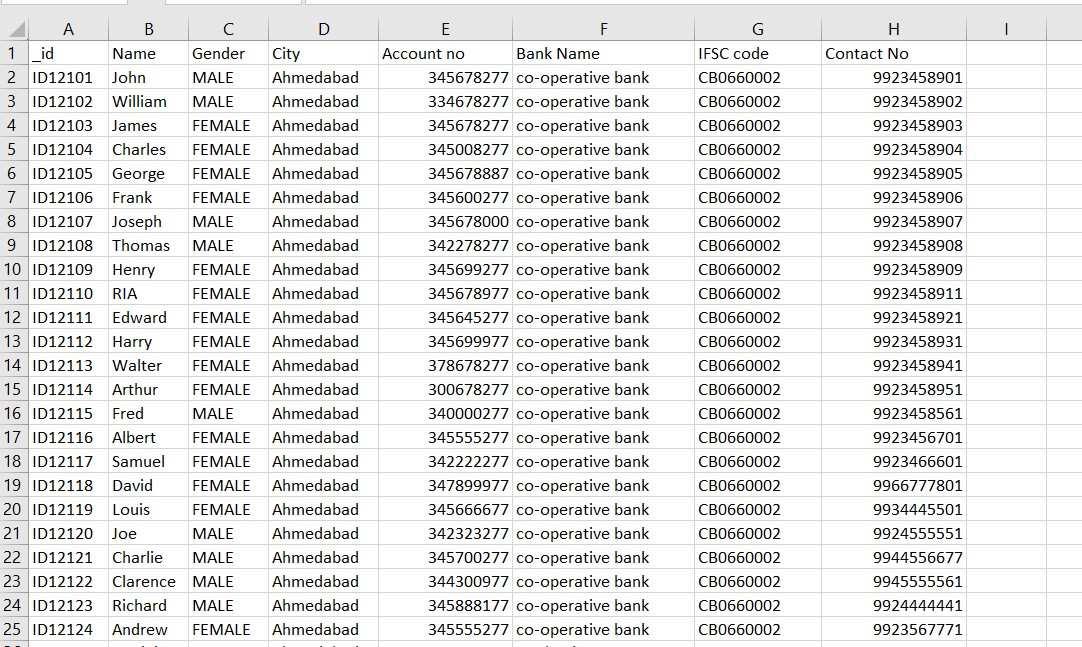 A B C D E F G H I
1 _id Name Gender City Account no Bank Name IFSC code Contact No
2 ID12101 John MALE Ahmedabad 345678277 co-operative bank CB0660002 9923458901
3 ID12102 William MALE Ahmedabad 334678277 co-operative bank CB0660002 9923458902
4 ID12103 James FEMALE Ahmedabad 345678277 co-operative bank CB0660002 9923458903
5 ID12104 Charles FEMALE Ahmedabad 345008277 co-operative bank CB0660002 9923458904
6 ID12105 George FEMALE Ahmedabad 345678887 co-operative bank CB0660002 9923458905
7 ID12106 Frank FEMALE Ahmedabad 345600277 co-operative bank CB0660002 9923458906
8 ID12107 Joseph MALE Ahmedabad 345678000 co-operative bank CB0660002 9923458907
9 ID12108 Thomas MALE Ahmedabad 342278277 co-operative bank CB0660002 9923458908
10 ID12109 Henry FEMALE Ahmedabad 345699277 co-operative bank CB0660002 9923458909
11 ID12110 RIA FEMALE Ahmedabad 345678977 co-operative bank CB0660002 9923458911
12 ID12111 Edward FEMALE Ahmedabad 345645277 co-operative bank CB0660002 9923458921
13 ID12112 Harry FEMALE Ahmedabad 345699977 co-operative bank CB0660002 9923458931
14 ID12113 Walter FEMALE Ahmedabad 378678277 co-operative bank CB0660002 9923458941
15 ID12114 Arthur FEMALE Ahmedabad 300678277 co-operative bank CB0660002 9923458951
16 ID12115 Fred MALE Ahmedabad 340000277 co-operative bank CB0660002 9923458561
17 ID12116 Albert FEMALE Ahmedabad 345555277 co-operative bank CB0660002 9923456701
18 ID12117 Samuel FEMALE Ahmedabad 342222277 co-operative bank CB0660002 9923466601
19 ID12118 David FEMALE Ahmedabad 347899977 co-operative bank CB0660002 9966777801
20 ID12119 Louis FEMALE Ahmedabad 345666677 co-operative bank CB0660002 9934445501
21 ID12120 Joe MALE Ahmedabad 342323277 co-operative bank CB0660002 9924555551
22 ID12121 Charlie MALE Ahmedabad 345700277 co-operative bank CB0660002 9944556677
23 ID12122 Clarence MALE Ahmedabad 344300977 co-operative bank CB0660002 9945555561
24 ID12123 Richard MALE Ahmedabad 345888177 co-operative bank CB0660002 9924444441
25 ID12124 Andrew FEMALE Ahmedabad 345555277 co-operative bank CB0660002 9923567771